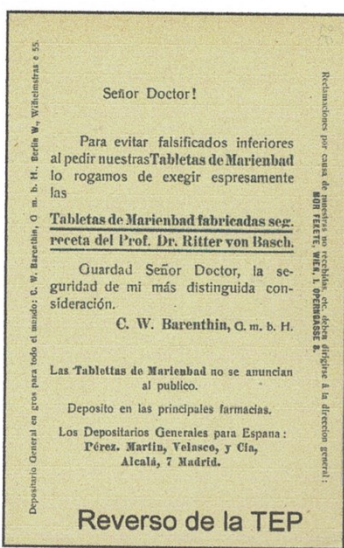 Señor Doctor!
Para evitar falsificados inferiores
al pedir nuestras Tabletas de Marienbad
lo rogamos de exegir espresamente
las
Tabletas de Marienbad fabricadas seg.
receta del Prof. Dr. Ritter von Basch.
Guardad Señor Doctor, la se-
guridad de mi más distinguida con-
sideración.
C. W. Barenthin, G. m. b. H.
Las Tablettas de Marienbad no se anuncian
al publico.
Deposito en las principales farmacias.
Los Depositarios Generales para Espana:
Pérez. Martin, Velasco, y Cia,
Alcalá, 7 Madrid.
Depositario General en gros para todo el mundo: C. W. Barcethin, G m. b. H., Berlin W., Wilhelmstras e 55.
Reclamaciones por causa de muestras no recebidas, etc. deben dirigirse à la direccion general:
MOR FEKETE, WIEN, I. OPERNGASSE 8.
Reverso de la TEP